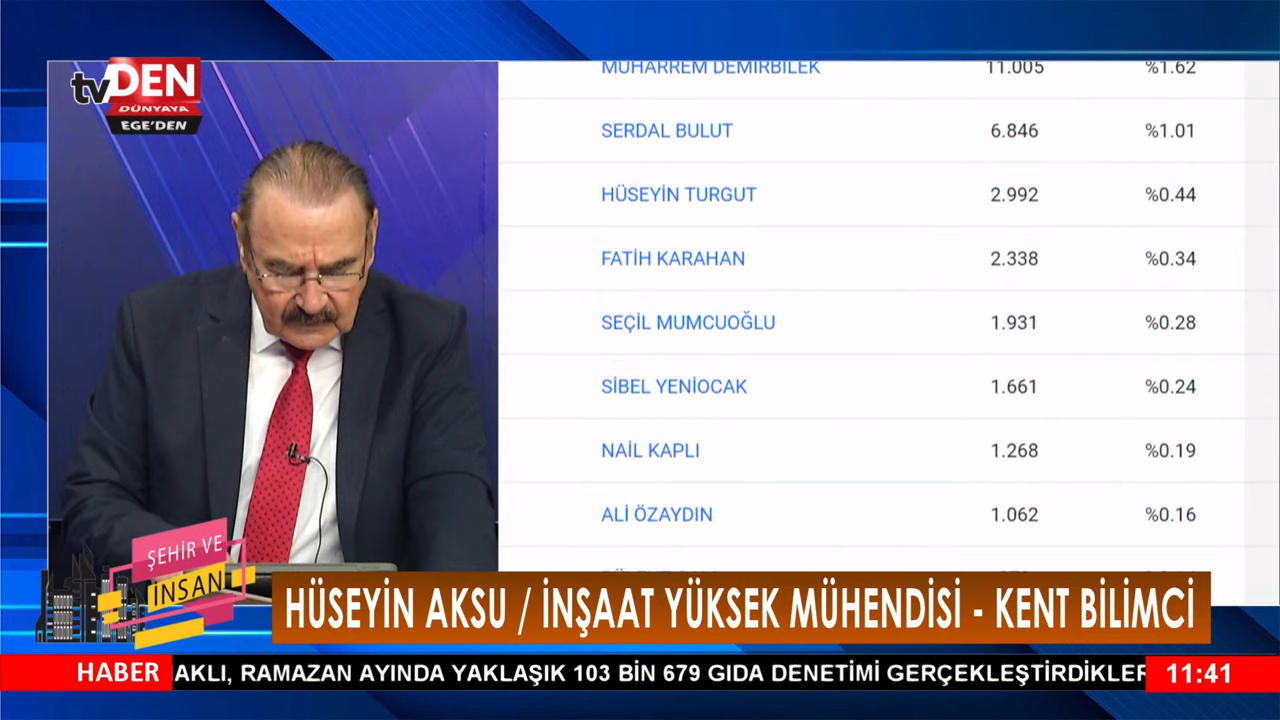 tvDEN
DÜNYAYA
EGE'DEN
MUHARREM DEMİRBİLEK 11.005 %1.62
SERDAL BULUT 6.846 %1.01
HÜSEYİN TURGUT 2.992 %0.44
FATİH KARAHAN 2.338 %0.34
SEÇİL MUMCUOĞLU 1.931 %0.28
SİBEL YENİOCAK 1.661 %0.24
NAİL KAPLI 1.268 %0.19
ALİ ÖZAYDIN 1.062 %0.16
ŞEHİR VE
İNSAN
HÜSEYİN AKSU / İNŞAAT YÜKSEK MÜHENDİSİ - KENT BİLİMCİ
HABER AKLI, RAMAZAN AYINDA YAKLAŞIK 103 BİN 679 GIDA DENETİMİ GERÇEKLEŞTİRDİKLER 11:41